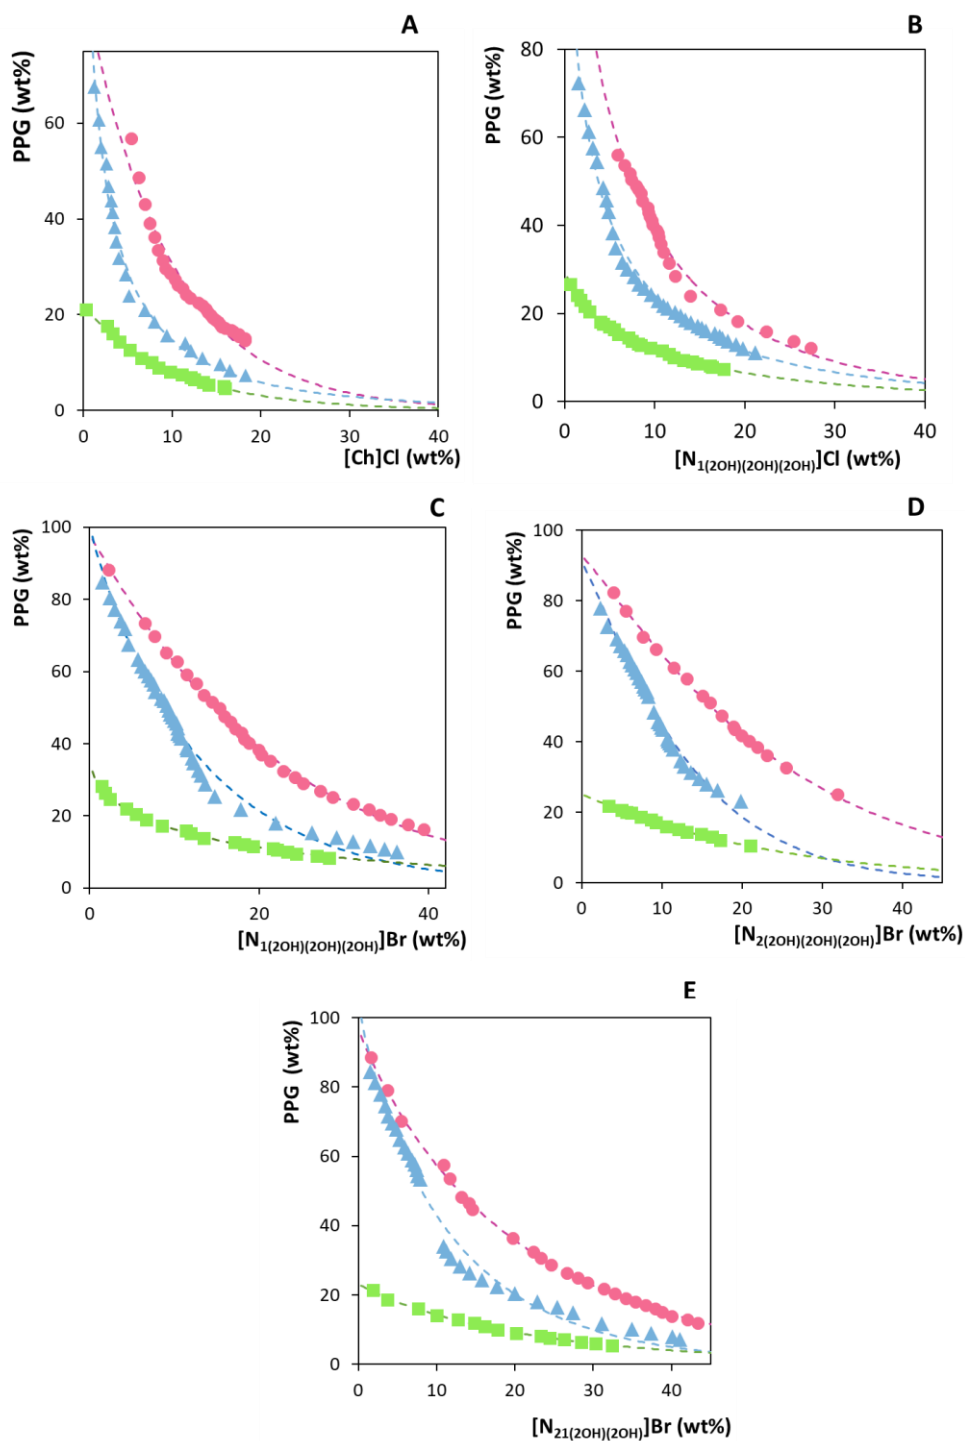 A
PPG (wt%)
60
40
20
0
0 10 20 30 40
[Ch]Cl (wt%)
B
PPG (wt%)
80
60
40
20
0
0 10 20 30 40
[N1(2OH)(2OH)(2OH)]Cl (wt%)
C
PPG (wt%)
100
80
60
40
20
0
0 20 40
[N1(2OH)(2OH)(2OH)]Br (wt%)
D
PPG (wt%)
100
80
60
40
20
0
0 10 20 30 40
[N2(2OH)(2OH)(2OH)]Br (wt%)
E
PPG (wt%)
100
80
60
40
20
0
0 10 20 30 40
[N21(2OH)(2OH)]Br (wt%)